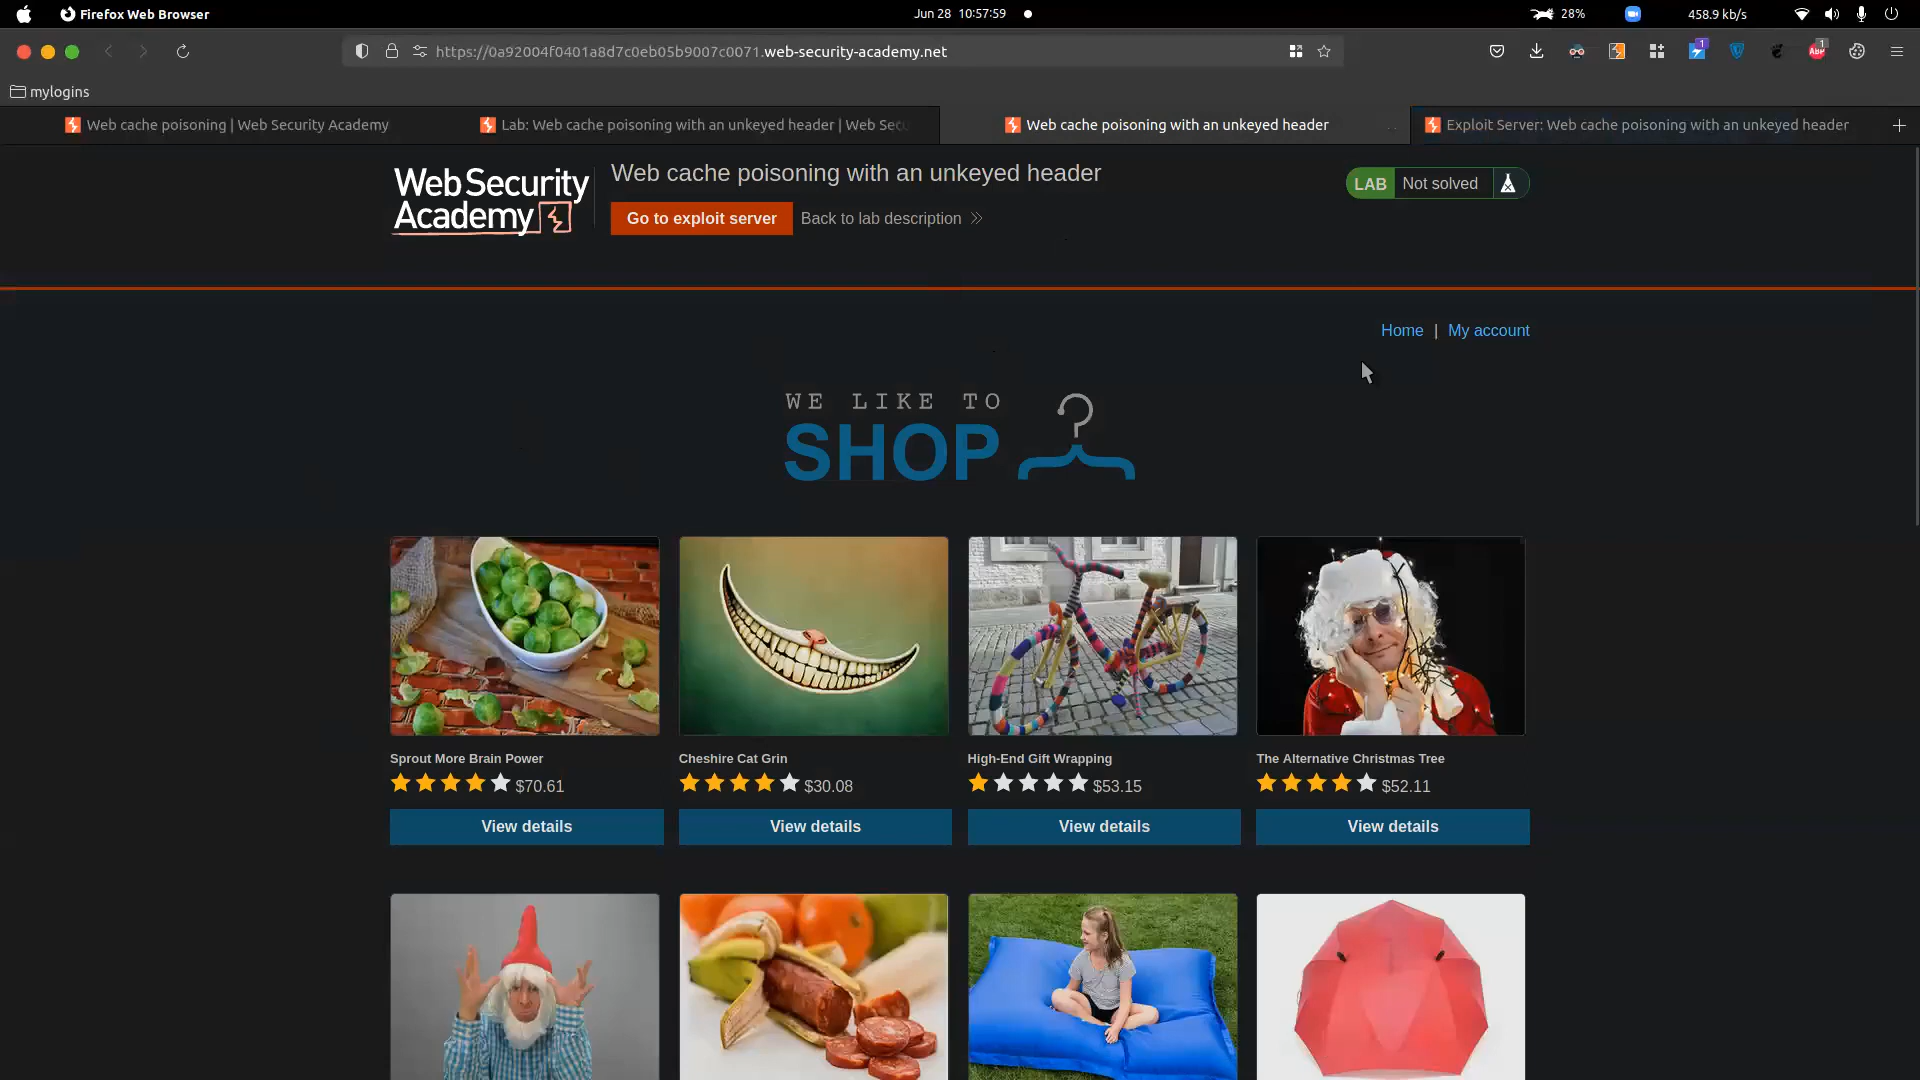 Firefox Web Browser
Jun 28 10:57:59
28%
458.9 kb/s
https://0a92004f0401a8d7c0eb05b9007c0071.web-security-academy.net
1
ABP
1
mylogins
Web cache poisoning | Web Security Academy
Lab: Web cache poisoning with an unkeyed header | Web Secu
Web cache poisoning with an unkeyed header
Exploit Server: Web cache poisoning with an unkeyed header
WebSecurity
Academy
Web cache poisoning with an unkeyed header
Go to exploit server
Back to lab description
LAB
Not solved
Home | My account
WE LIKE TO
SHOP
Sprout More Brain Power
$70.61
View details
Cheshire Cat Grin
$30.08
View details
High-End Gift Wrapping
$53.15
View details
The Alternative Christmas Tree
$52.11
View details